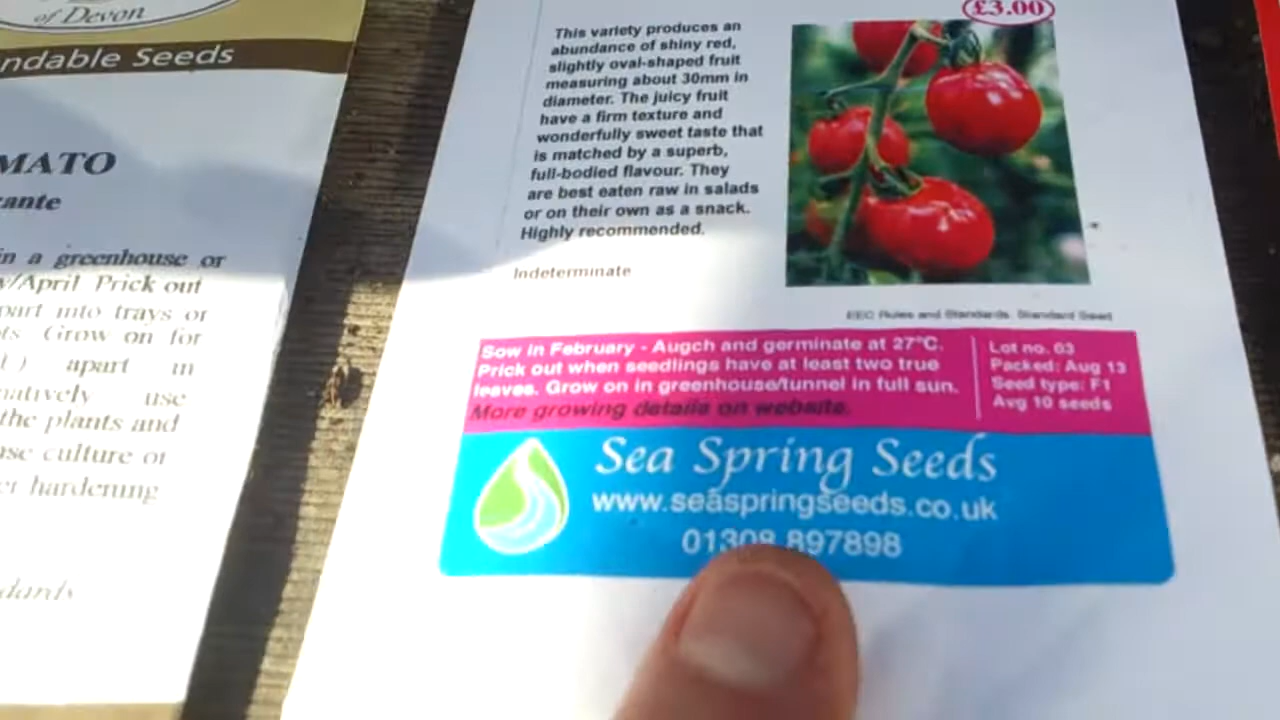 of Devon
ndable Seeds
MATO
ante
in a greenhouse or
/April Prick out
part into trays or
ts. Grow on for
apart in
natively use
the plants and
se culture or
er hardening
dards
£3.00
This variety produces an
abundance of shiny red,
slightly oval-shaped fruit
measuring about 30mm in
diameter. The juicy fruit
have a firm texture and
wonderfully sweet taste that
is matched by a superb,
full-bodied flavour. They
are best eaten raw in salads
or on their own as a snack.
Highly recommended.
Indeterminate
EEC Rules and Standards. Standard Seed
Sow in February - Augch and germinate at 27°C.
Prick out when seedlings have at least two true
leaves. Grow on in greenhouse/tunnel in full sun.
More growing details on website.
Lot no. 63
Packed: Aug 13
Seed type: F1
Avg 10 seeds
Sea Spring Seeds
www.seaspringseeds.co.uk
01308 897898